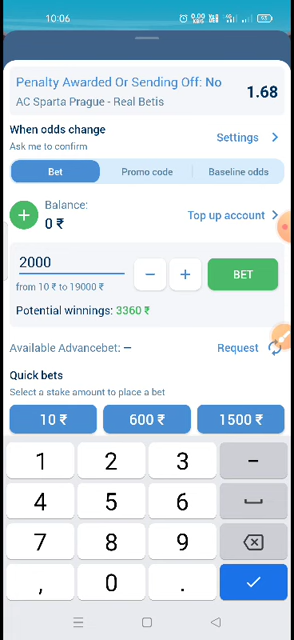 10:06
Penalty Awarded Or Sending Off: No
1.68
AC Sparta Prague - Real Betis
When odds change
Ask me to confirm
Settings
Bet
Promo code
Baseline odds
Balance:
0 ₹
Top up account
2000
from 10 ₹ to 19000 ₹
BET
Potential winnings: 3360 ₹
Available Advancebet: –
Request
Quick bets
Select a stake amount to place a bet
10 ₹
600 ₹
1500 ₹
1
2
3
–
4
5
6
7
8
9
,
0
.